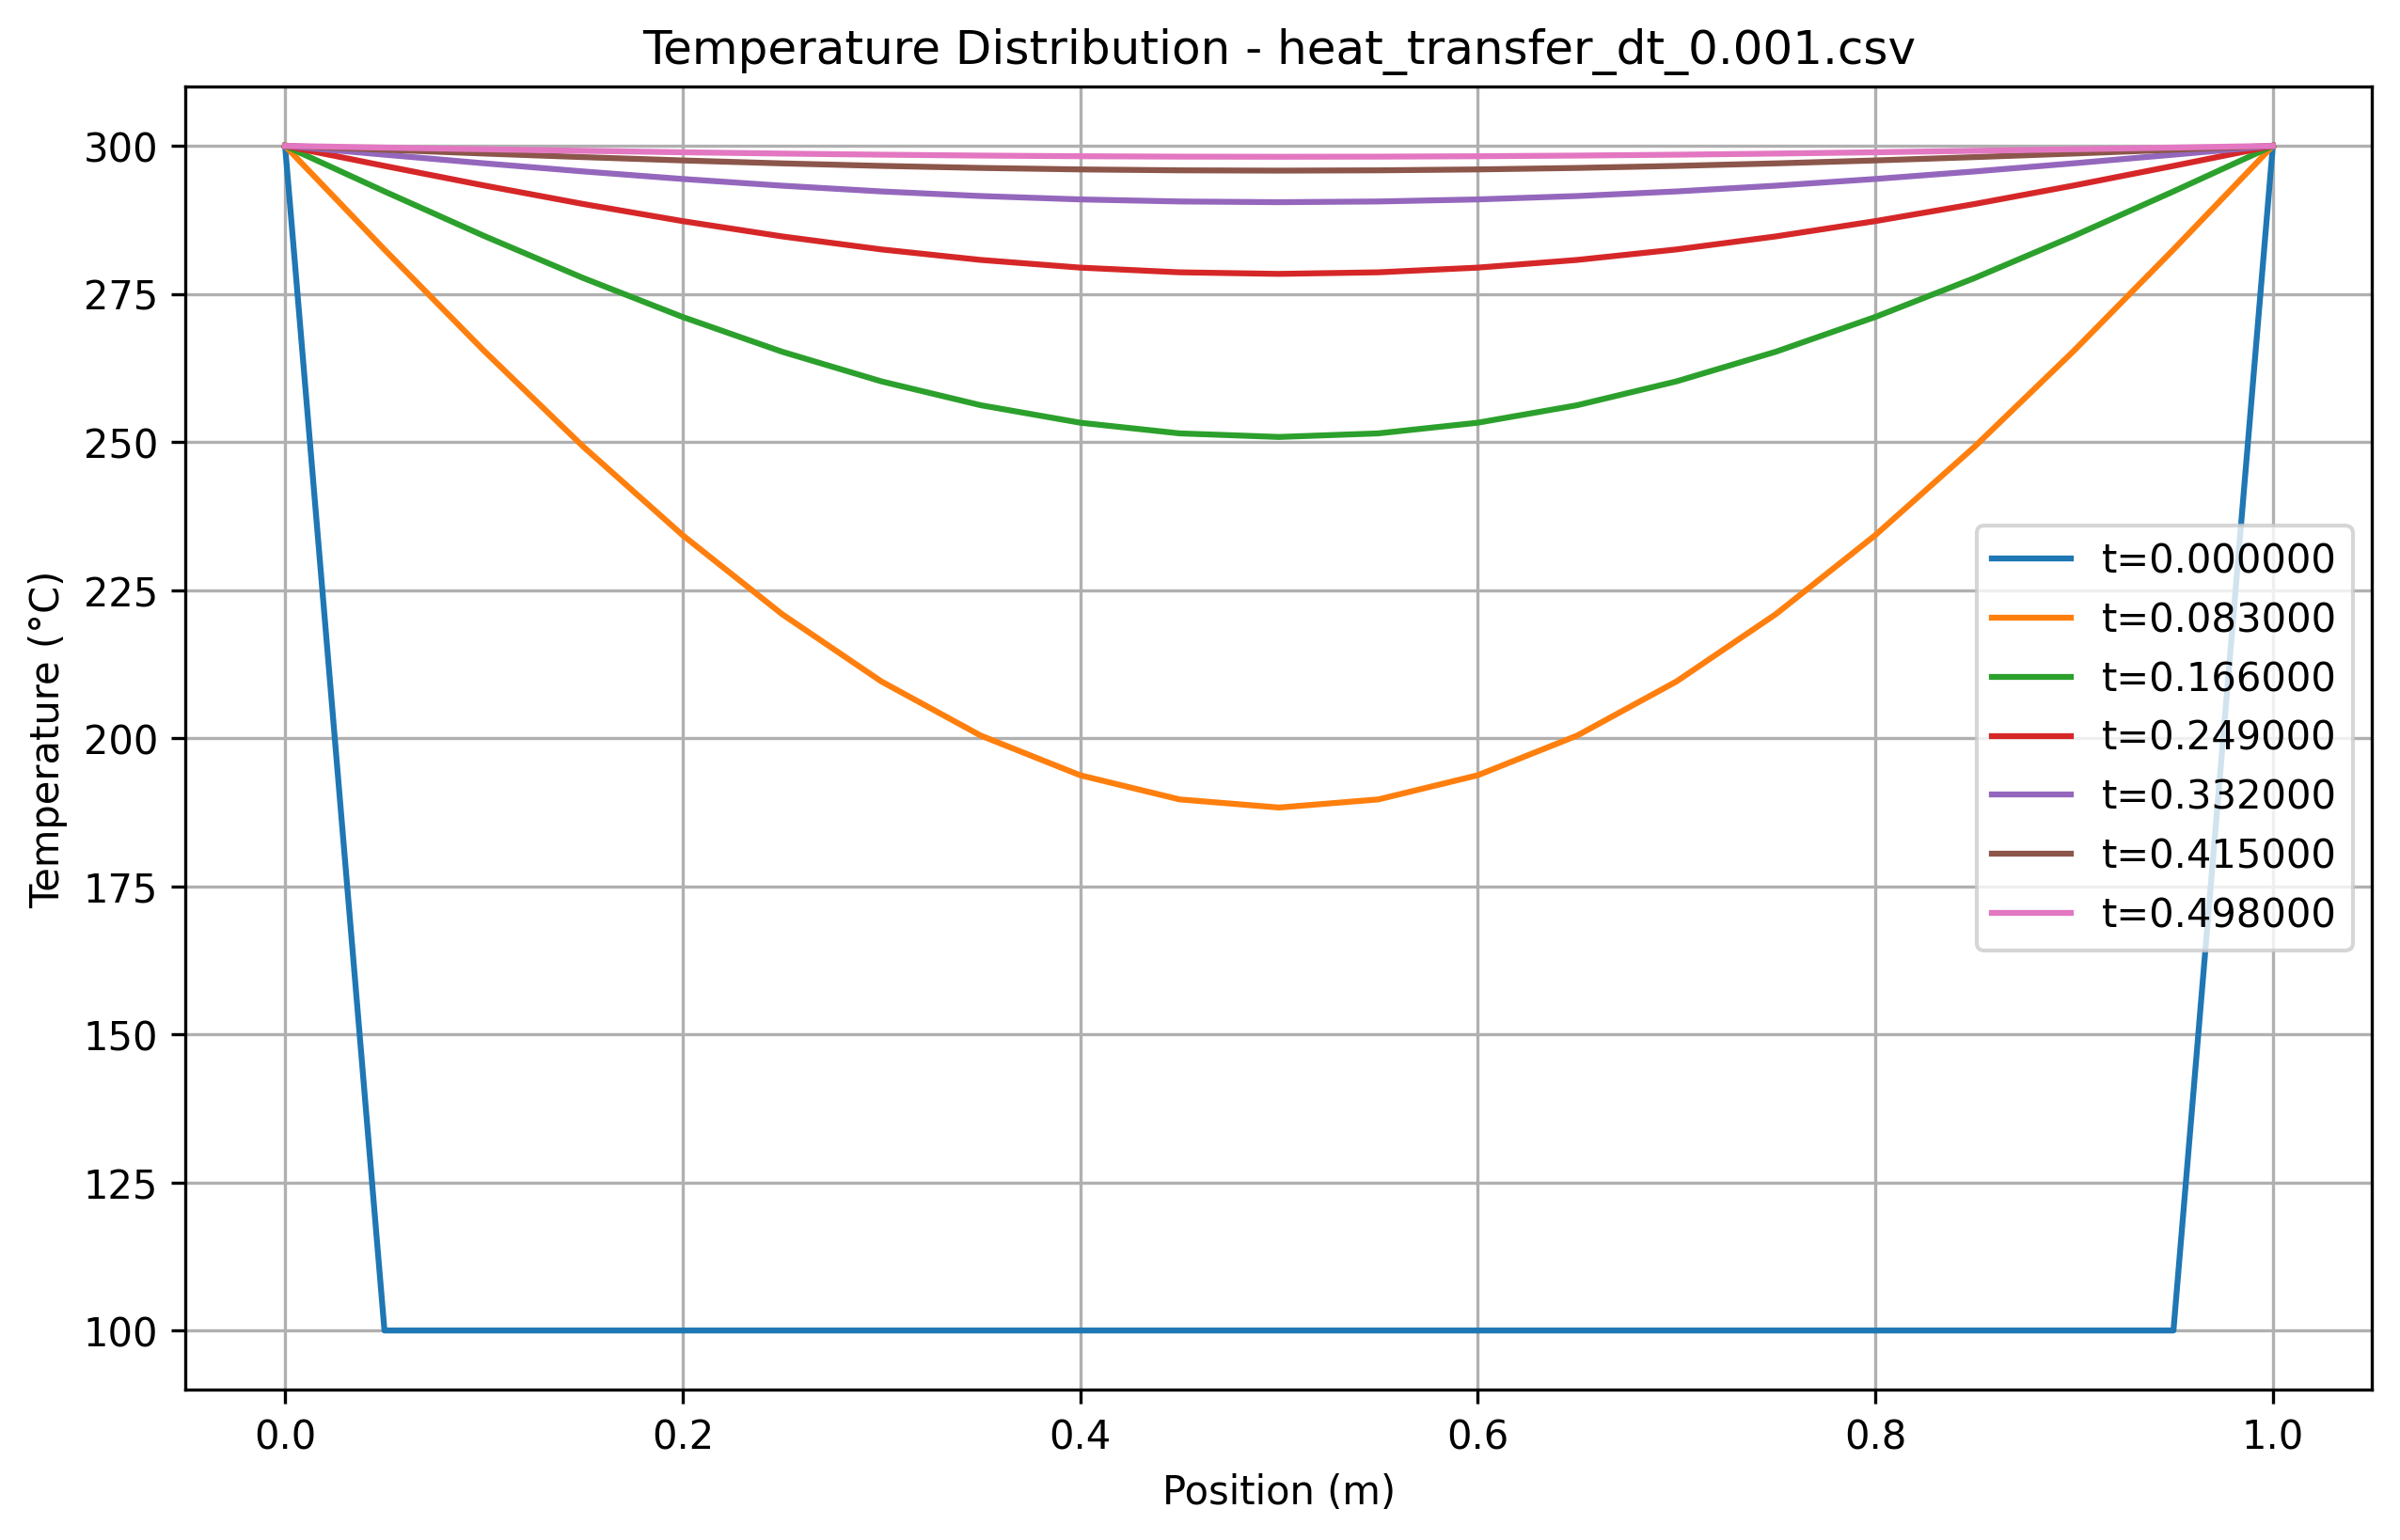 Temperature Distribution - heat_transfer_dt_0.001.csv
Temperature (°C)
300
275
250
225
200
175
150
125
100
t=0.000000
t=0.083000
t=0.166000
t=0.249000
t=0.332000
t=0.415000
t=0.498000
0.0 0.2 0.4 0.6 0.8 1.0
Position (m)